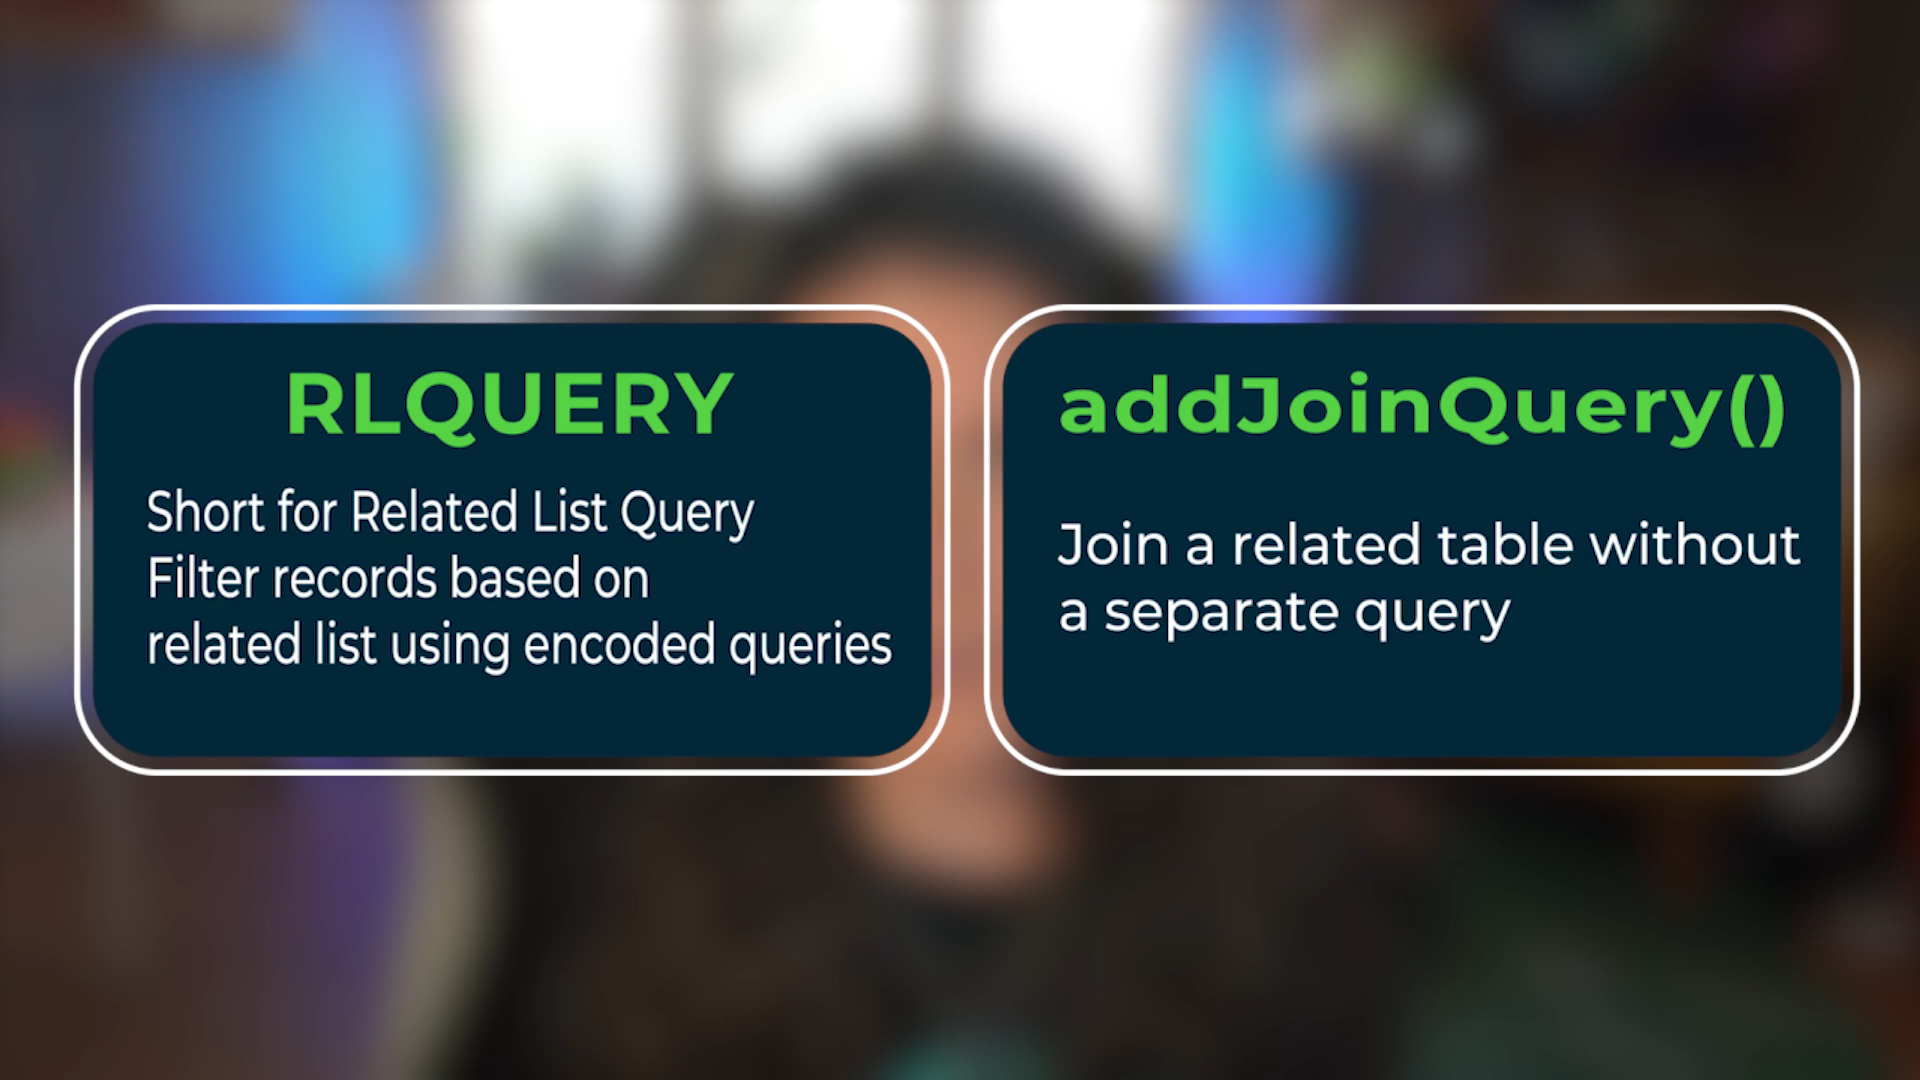 RLQUERY
Short for Related List Query
Filter records based on
related list using encoded queries
addJoinQuery()
Join a related table without
a separate query